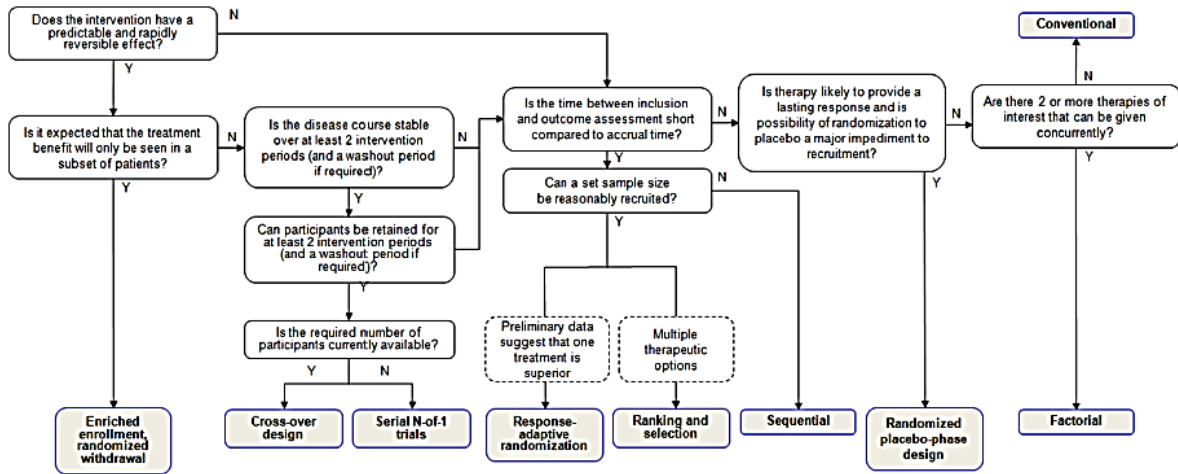 Does the intervention have a
predictable and rapidly
reversible effect?
N
Y
Is it expected that the treatment
benefit will only be seen in a
subset of patients?
N
Y
Is the disease course stable
over at least 2 intervention
periods (and a washout period
if required)?
N
Y
Can participants be retained for
at least 2 intervention periods
(and a washout period if
required)?
Y
Is the required number of
participants currently available?
Y
N
Is the time between inclusion
and outcome assessment short
compared to accrual time?
N
Y
Can a set sample size
be reasonably recruited?
N
Y
Preliminary data
suggest that one
treatment is
superior
Multiple
therapeutic
options
Is therapy likely to provide a
lasting response and is
possibility of randomization to
placebo a major impediment to
recruitment?
N
Y
Conventional
N
Are there 2 or more therapies of
interest that can be given
concurrently?
Y
Enriched
enrollment,
randomized
withdrawal
Cross-over
design
Serial N-of-1
trials
Response-
adaptive
randomization
Ranking and
selection
Sequential
Randomized
placebo-phase
design
Factorial